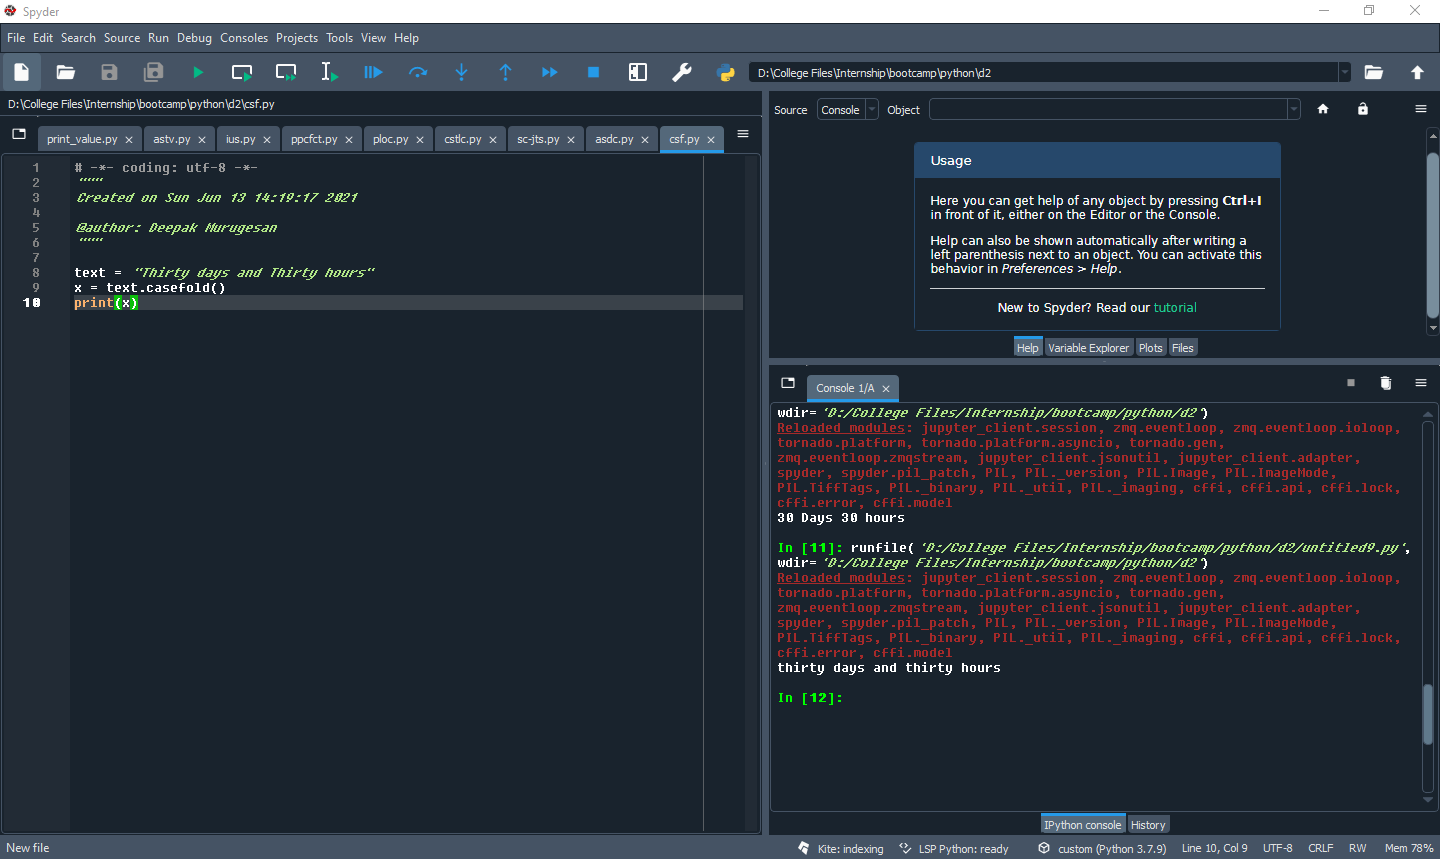 Spyder
File Edit Search Source Run Debug Consoles Projects Tools View Help
D:\College Files\Internship\bootcamp\python\d2
D:\College Files\Internship\bootcamp\python\d2\csf.py
print_value.py astv.py ius.py ppcfct.py ploc.py cstlc.py sc-jts.py asdc.py csf.py
1 # -*- coding: utf-8 -*-
2 """
3 Created on Sun Jun 13 14:19:17 2021
4
5 @author: Deepak Murugesan
6 """
7
8 text = "Thirty days and Thirty hours"
9 x = text.casefold()
10 print(x)
Source Console Object
Usage
Here you can get help of any object by pressing Ctrl+I
in front of it, either on the Editor or the Console.
Help can also be shown automatically after writing a
left parenthesis next to an object. You can activate this
behavior in Preferences > Help.
New to Spyder? Read our tutorial
Help Variable Explorer Plots Files
Console 1/A
wdir='D:/College Files/Internship/bootcamp/python/d2')
Reloaded modules: jupyter_client.session, zmq.eventloop, zmq.eventloop.ioloop,
tornado.platform, tornado.platform.asyncio, tornado.gen,
zmq.eventloop.zmqstream, jupyter_client.jsonutil, jupyter_client.adapter,
spyder, spyder.pil_patch, PIL, PIL._version, PIL.Image, PIL.ImageMode,
PIL.TiffTags, PIL._binary, PIL._util, PIL._imaging, cffi, cffi.api, cffi.lock,
cffi.error, cffi.model
30 Days 30 hours
In [11]: runfile('D:/College Files/Internship/bootcamp/python/d2/untitled9.py',
wdir='D:/College Files/Internship/bootcamp/python/d2')
Reloaded modules: jupyter_client.session, zmq.eventloop, zmq.eventloop.ioloop,
tornado.platform, tornado.platform.asyncio, tornado.gen,
zmq.eventloop.zmqstream, jupyter_client.jsonutil, jupyter_client.adapter,
spyder, spyder.pil_patch, PIL, PIL._version, PIL.Image, PIL.ImageMode,
PIL.TiffTags, PIL._binary, PIL._util, PIL._imaging, cffi, cffi.api, cffi.lock,
cffi.error, cffi.model
thirty days and thirty hours
In [12]:
IPython console History
New file Kite: indexing LSP Python: ready custom (Python 3.7.9) Line 10, Col 9 UTF-8 CRLF RW Mem 78%